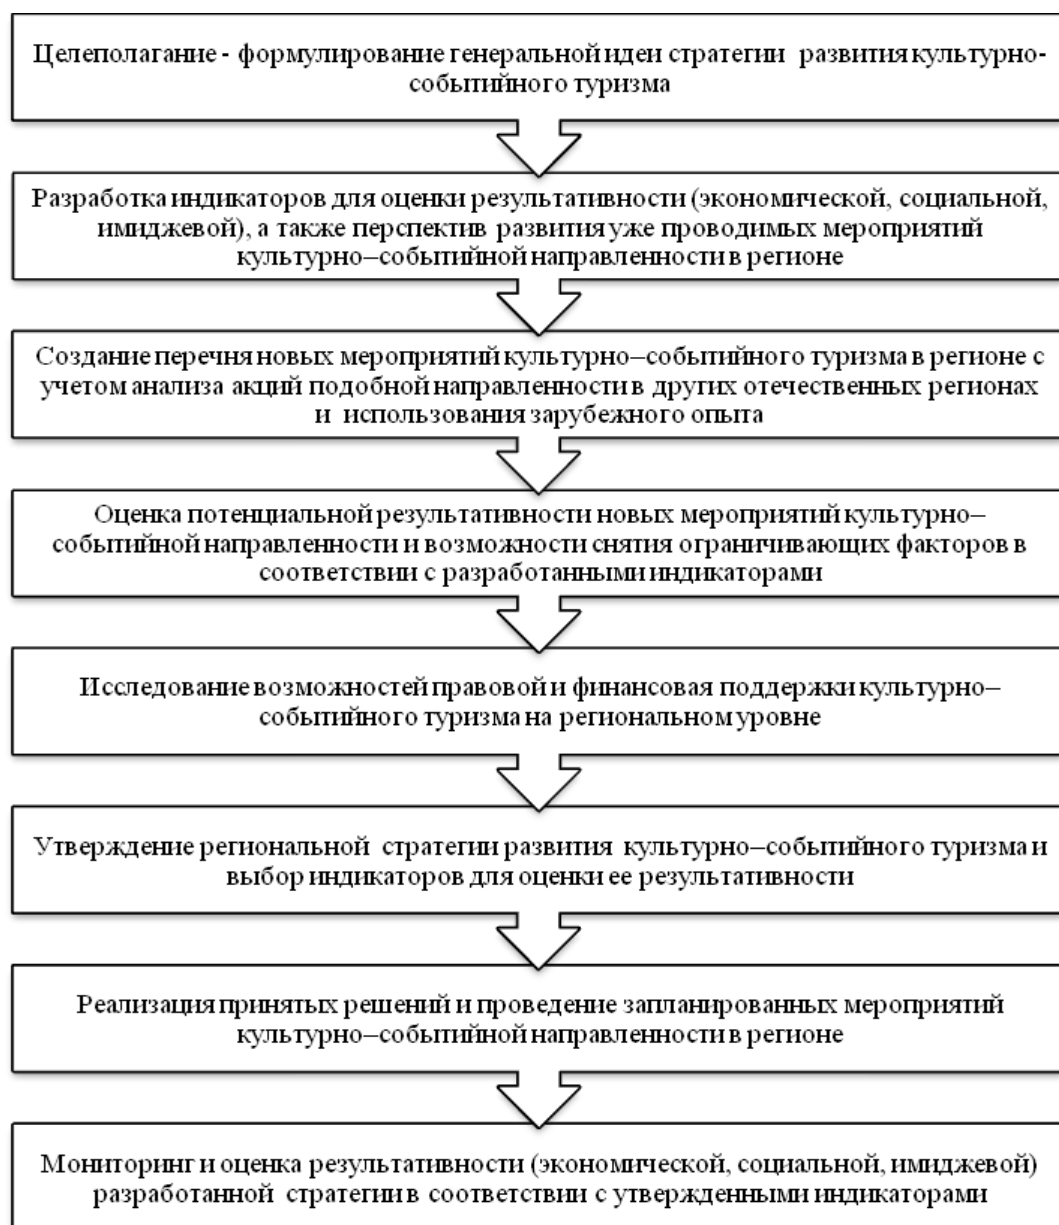 Целеполагание - формулирование генеральной идеи стратегии развития культурно-
событийного туризма
Разработка индикаторов для оценки результативности (экономической, социальной,
имиджевой), а также перспектив развития уже проводимых мероприятий
культурно–событийной направленности в регионе
Создание перечня новых мероприятий культурно–событийного туризма в регионе с
учетом анализа акций подобной направленности в других отечественных регионах
и использования зарубежного опыта
Оценка потенциальной результативности новых мероприятий культурно–
событийной направленности и возможности снятия ограничивающих факторов в
соответствии с разработанными индикаторами
Исследование возможностей правовой и финансовая поддержки культурно–
событийного туризма на региональном уровне
Утверждение региональной стратегии развития культурно–событийного туризма и
выбор индикаторов для оценки ее результативности
Реализация принятых решений и проведение запланированных мероприятий
культурно–событийной направленности в регионе
Мониторинг и оценка результативности (экономической, социальной, имиджевой)
разработанной стратегии в соответствии с утвержденными индикаторами